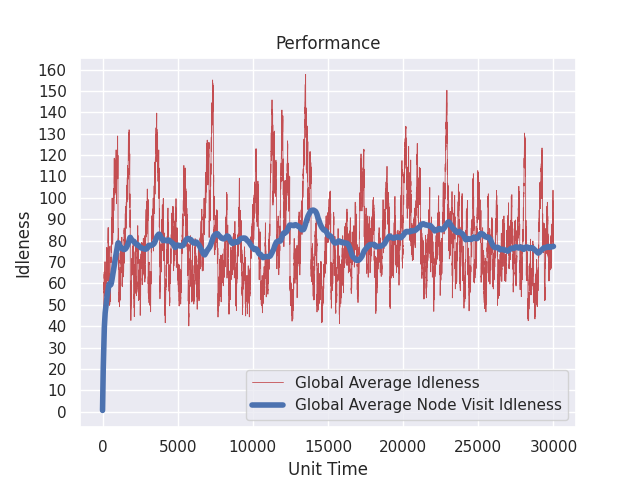 Performance
160
150
140
130
120
110
100
90
80
70
60
50
40
30
20
10
0
Idleness
Global Average Idleness
Global Average Node Visit Idleness
0 5000 10000 15000 20000 25000 30000
Unit Time